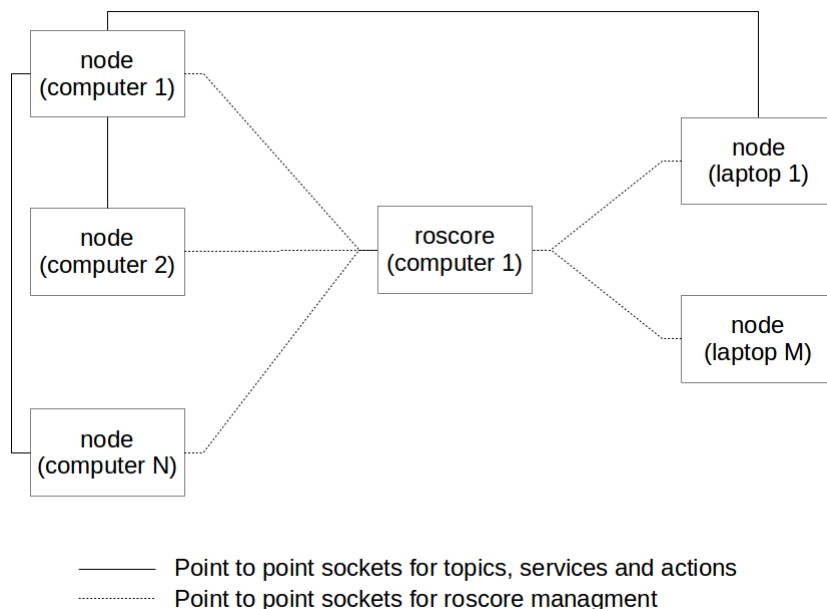 node
(computer 1)
node
(computer 2)
node
(computer N)
roscore
(computer 1)
node
(laptop 1)
node
(laptop M)
Point to point sockets for topics, services and actions
Point to point sockets for roscore managment